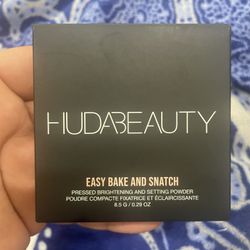 HUDABEAUTY
EASY BAKE AND SNATCH
PRESSED BRIGHTENING AND SETTING POWDER
POUDRE COMPACTE FIXATRICE ET ÉCLAIRCISSANTE
8.5 G / 0.29 OZ